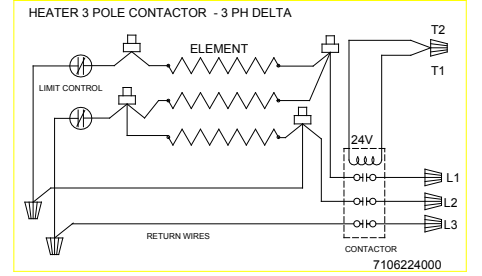 HEATER 3 POLE CONTACTOR - 3 PH DELTA
T2
ELEMENT
T1
LIMIT CONTROL
24V
L1
L2
L3
RETURN WIRES
CONTACTOR
7106224000